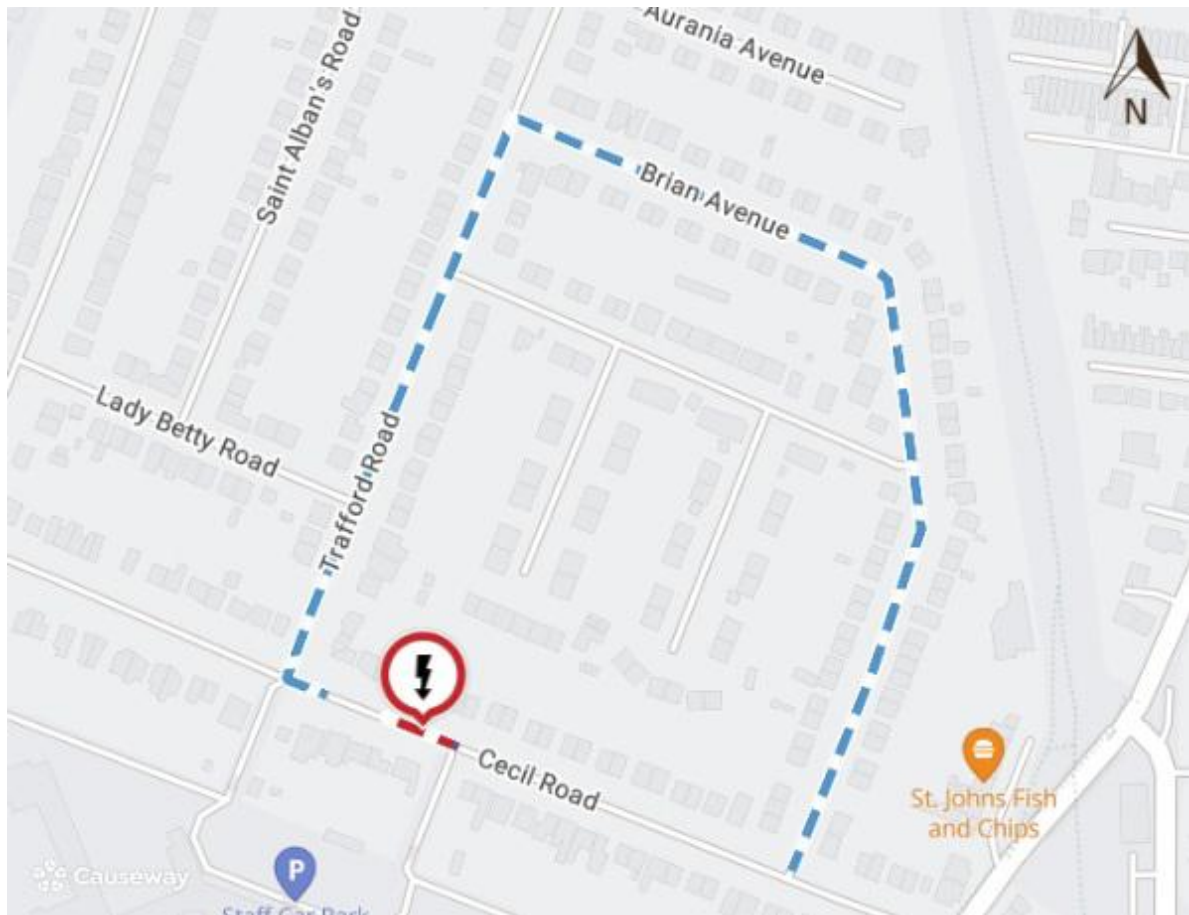 Aurania Avenue
N
Saint Alban's Road
Brian Avenue
Lady Betty Road
Trafford Road
Cecil Road
St. Johns Fish
and Chips
Causeway
P
Staff Car Park